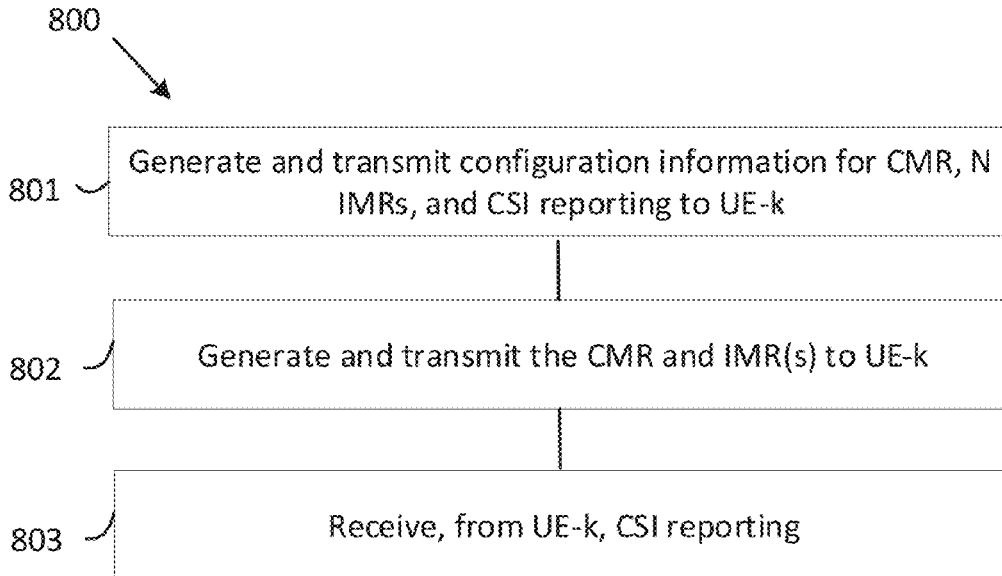 800
801
Generate and transmit configuration information for CMR, N
IMRs, and CSI reporting to UE-k
802
Generate and transmit the CMR and IMR(s) to UE-k
803
Receive, from UE-k, CSI reporting